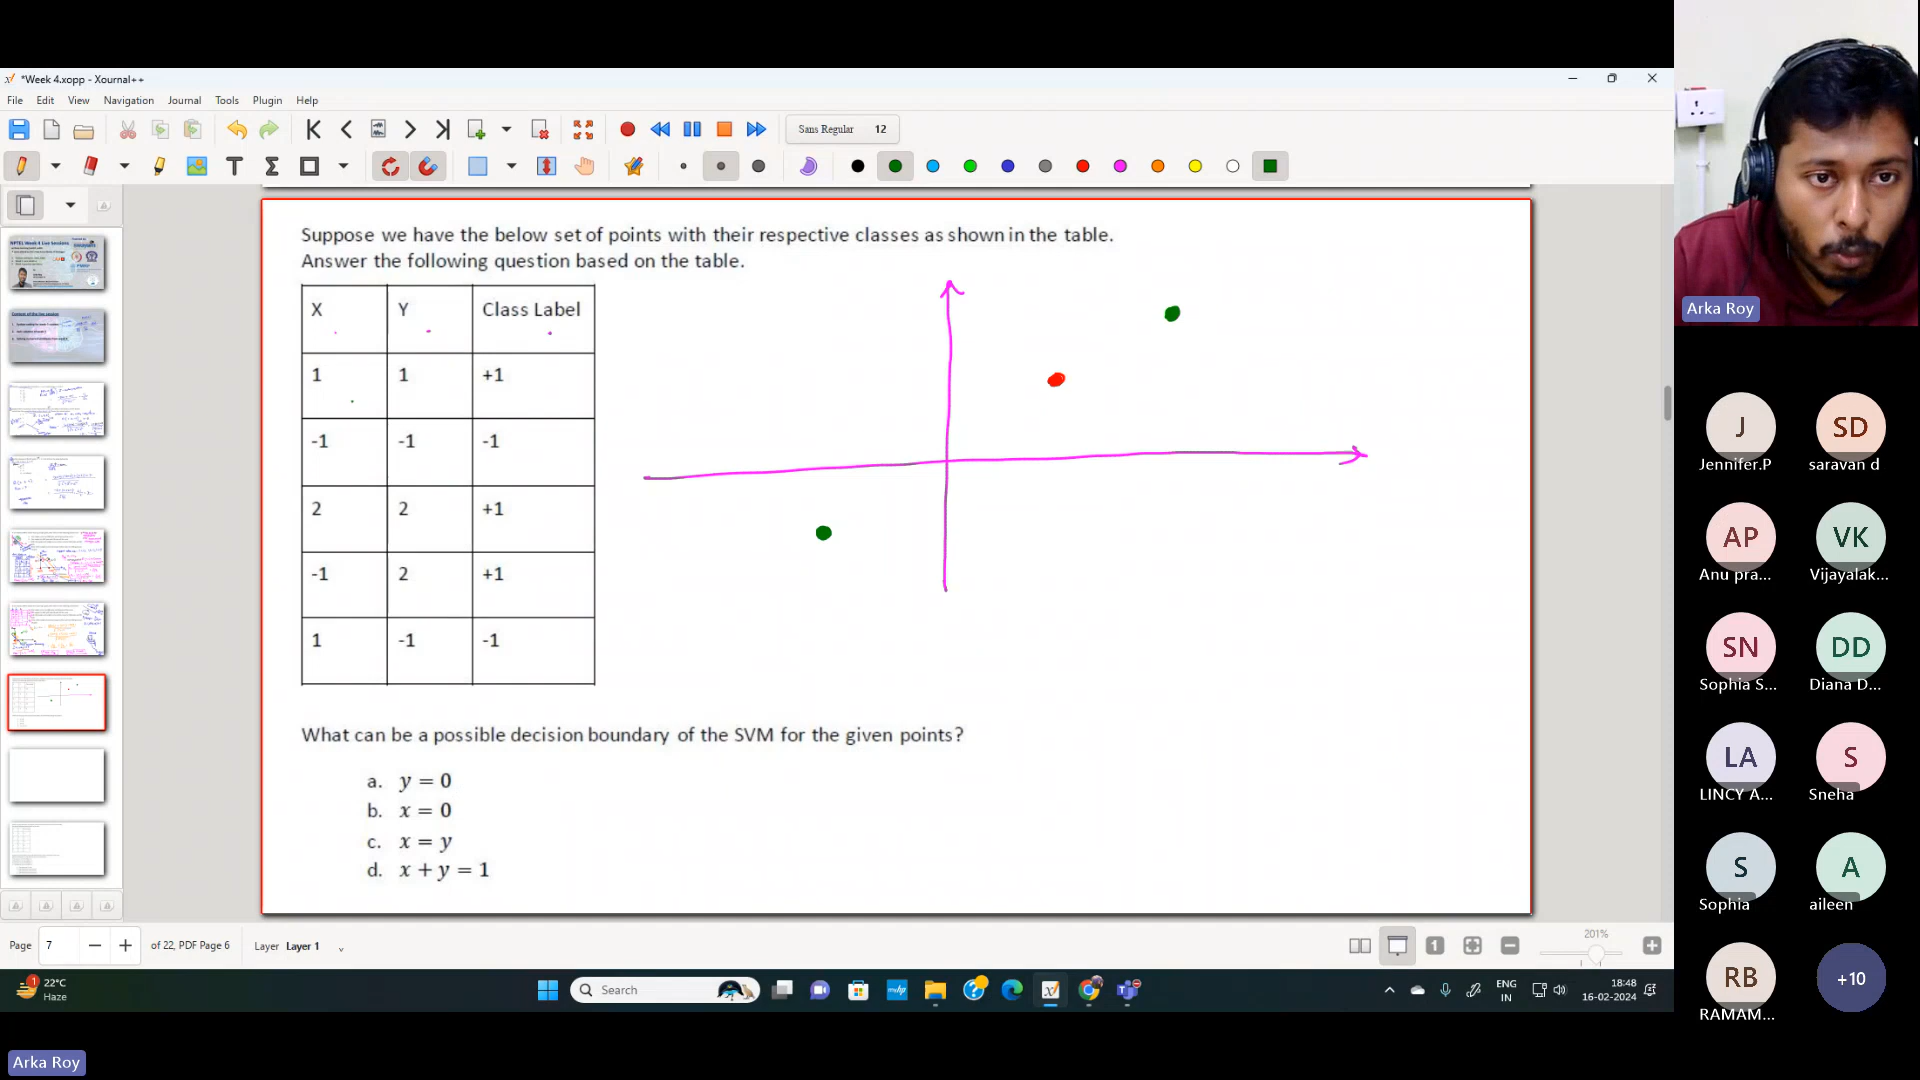 *Week 4.xopp - Xournal++
File Edit View Navigation Journal Tools Plugin Help
Sans Regular 12
Suppose we have the below set of points with their respective classes as shown in the table.
Answer the following question based on the table.
X Y Class Label
1 1 +1
-1 -1 -1
2 2 +1
-1 2 +1
1 -1 -1
What can be a possible decision boundary of the SVM for the given points?
a. y = 0
b. x = 0
c. x = y
d. x + y = 1
Page 7 of 22, PDF Page 6 Layer Layer 1
201%
1
22°C
Haze
Search
ENG
IN
18:48
16-02-2024
Arka Roy
J
Jennifer.P
SD
saravan d
AP
Anu pra...
VK
Vijayalak...
SN
Sophia S...
DD
Diana D...
LA
LINCY A...
S
Sneha
S
Sophia
A
aileen
RB
RAMAM...
+10
Arka Roy